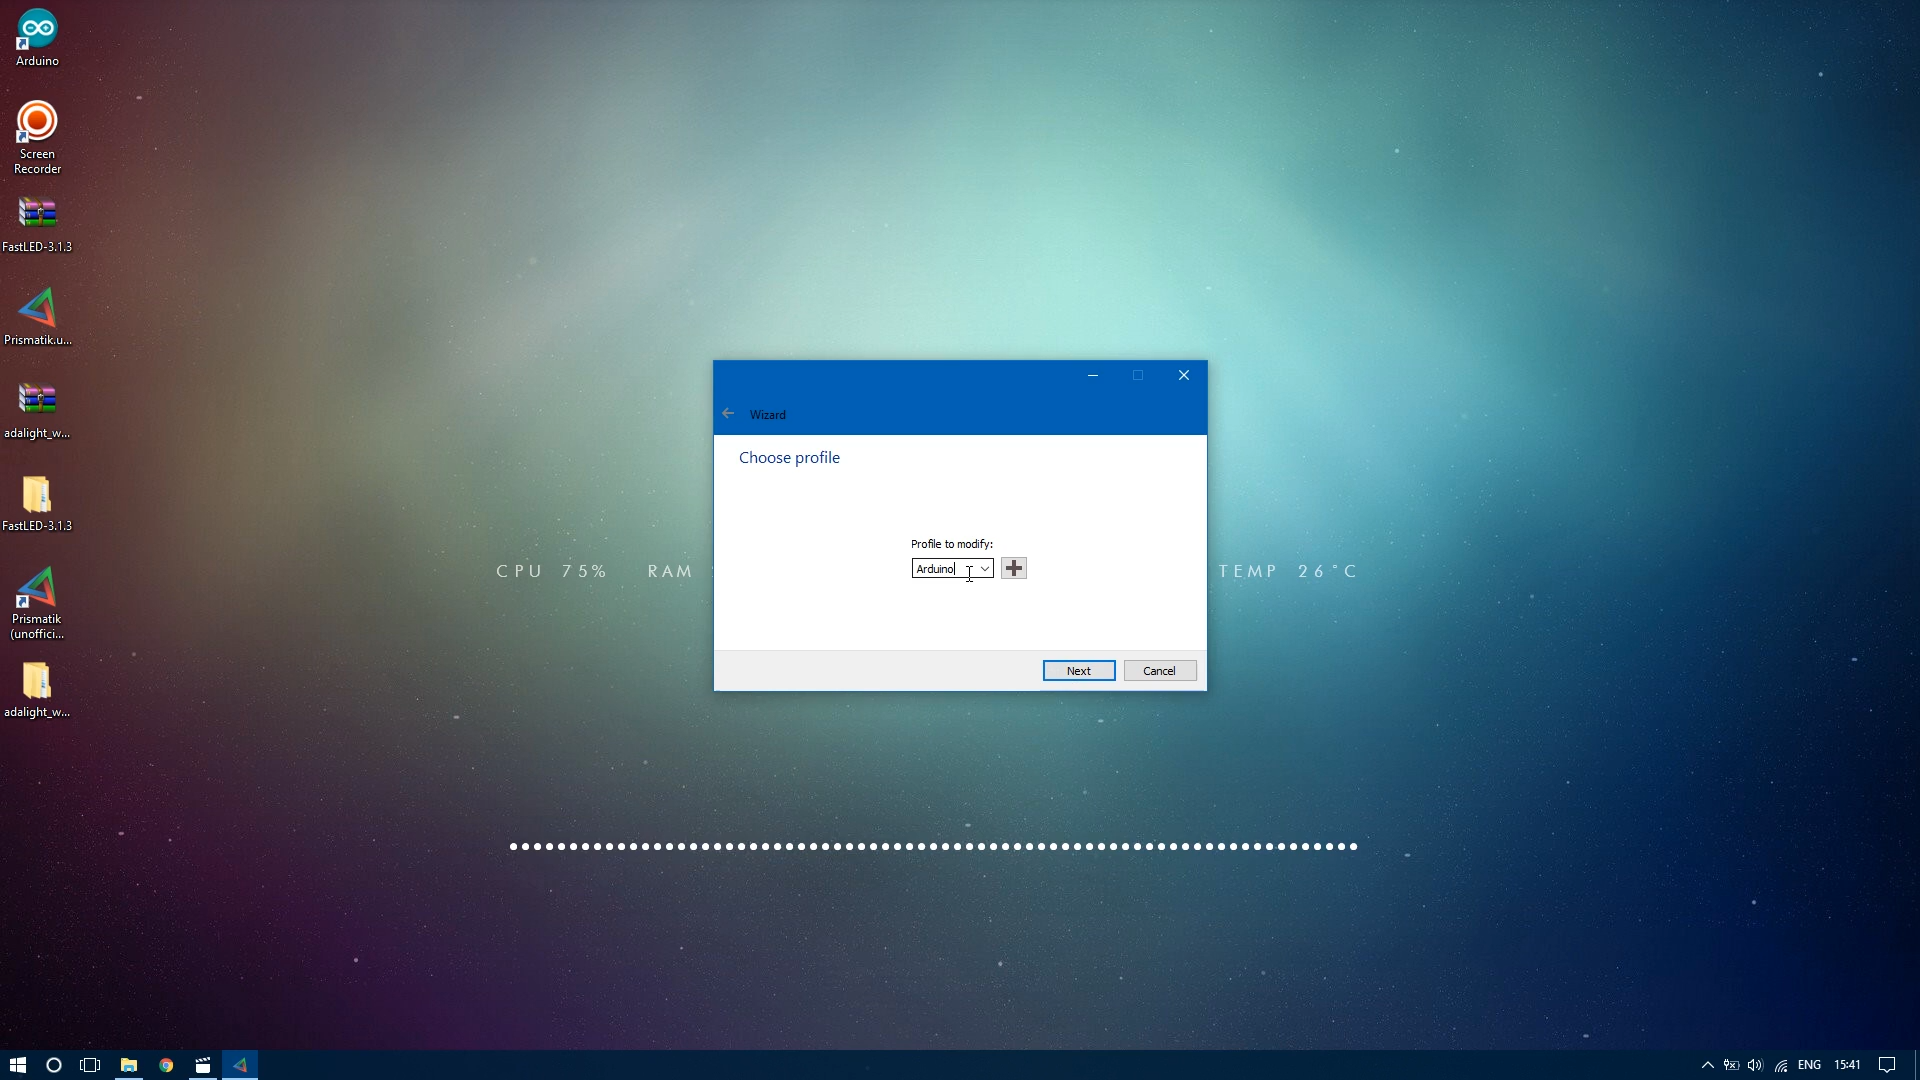 Arduino
Screen
Recorder
FastLED-3.1.3
Prismatik.u...
adalight_w...
FastLED-3.1.3
Prismatik
(unoffici...
adalight_w...
Wizard
Choose profile
Profile to modify:
Arduino
Next
Cancel
CPU 75% RAM
TEMP 26°C
ENG
15:41